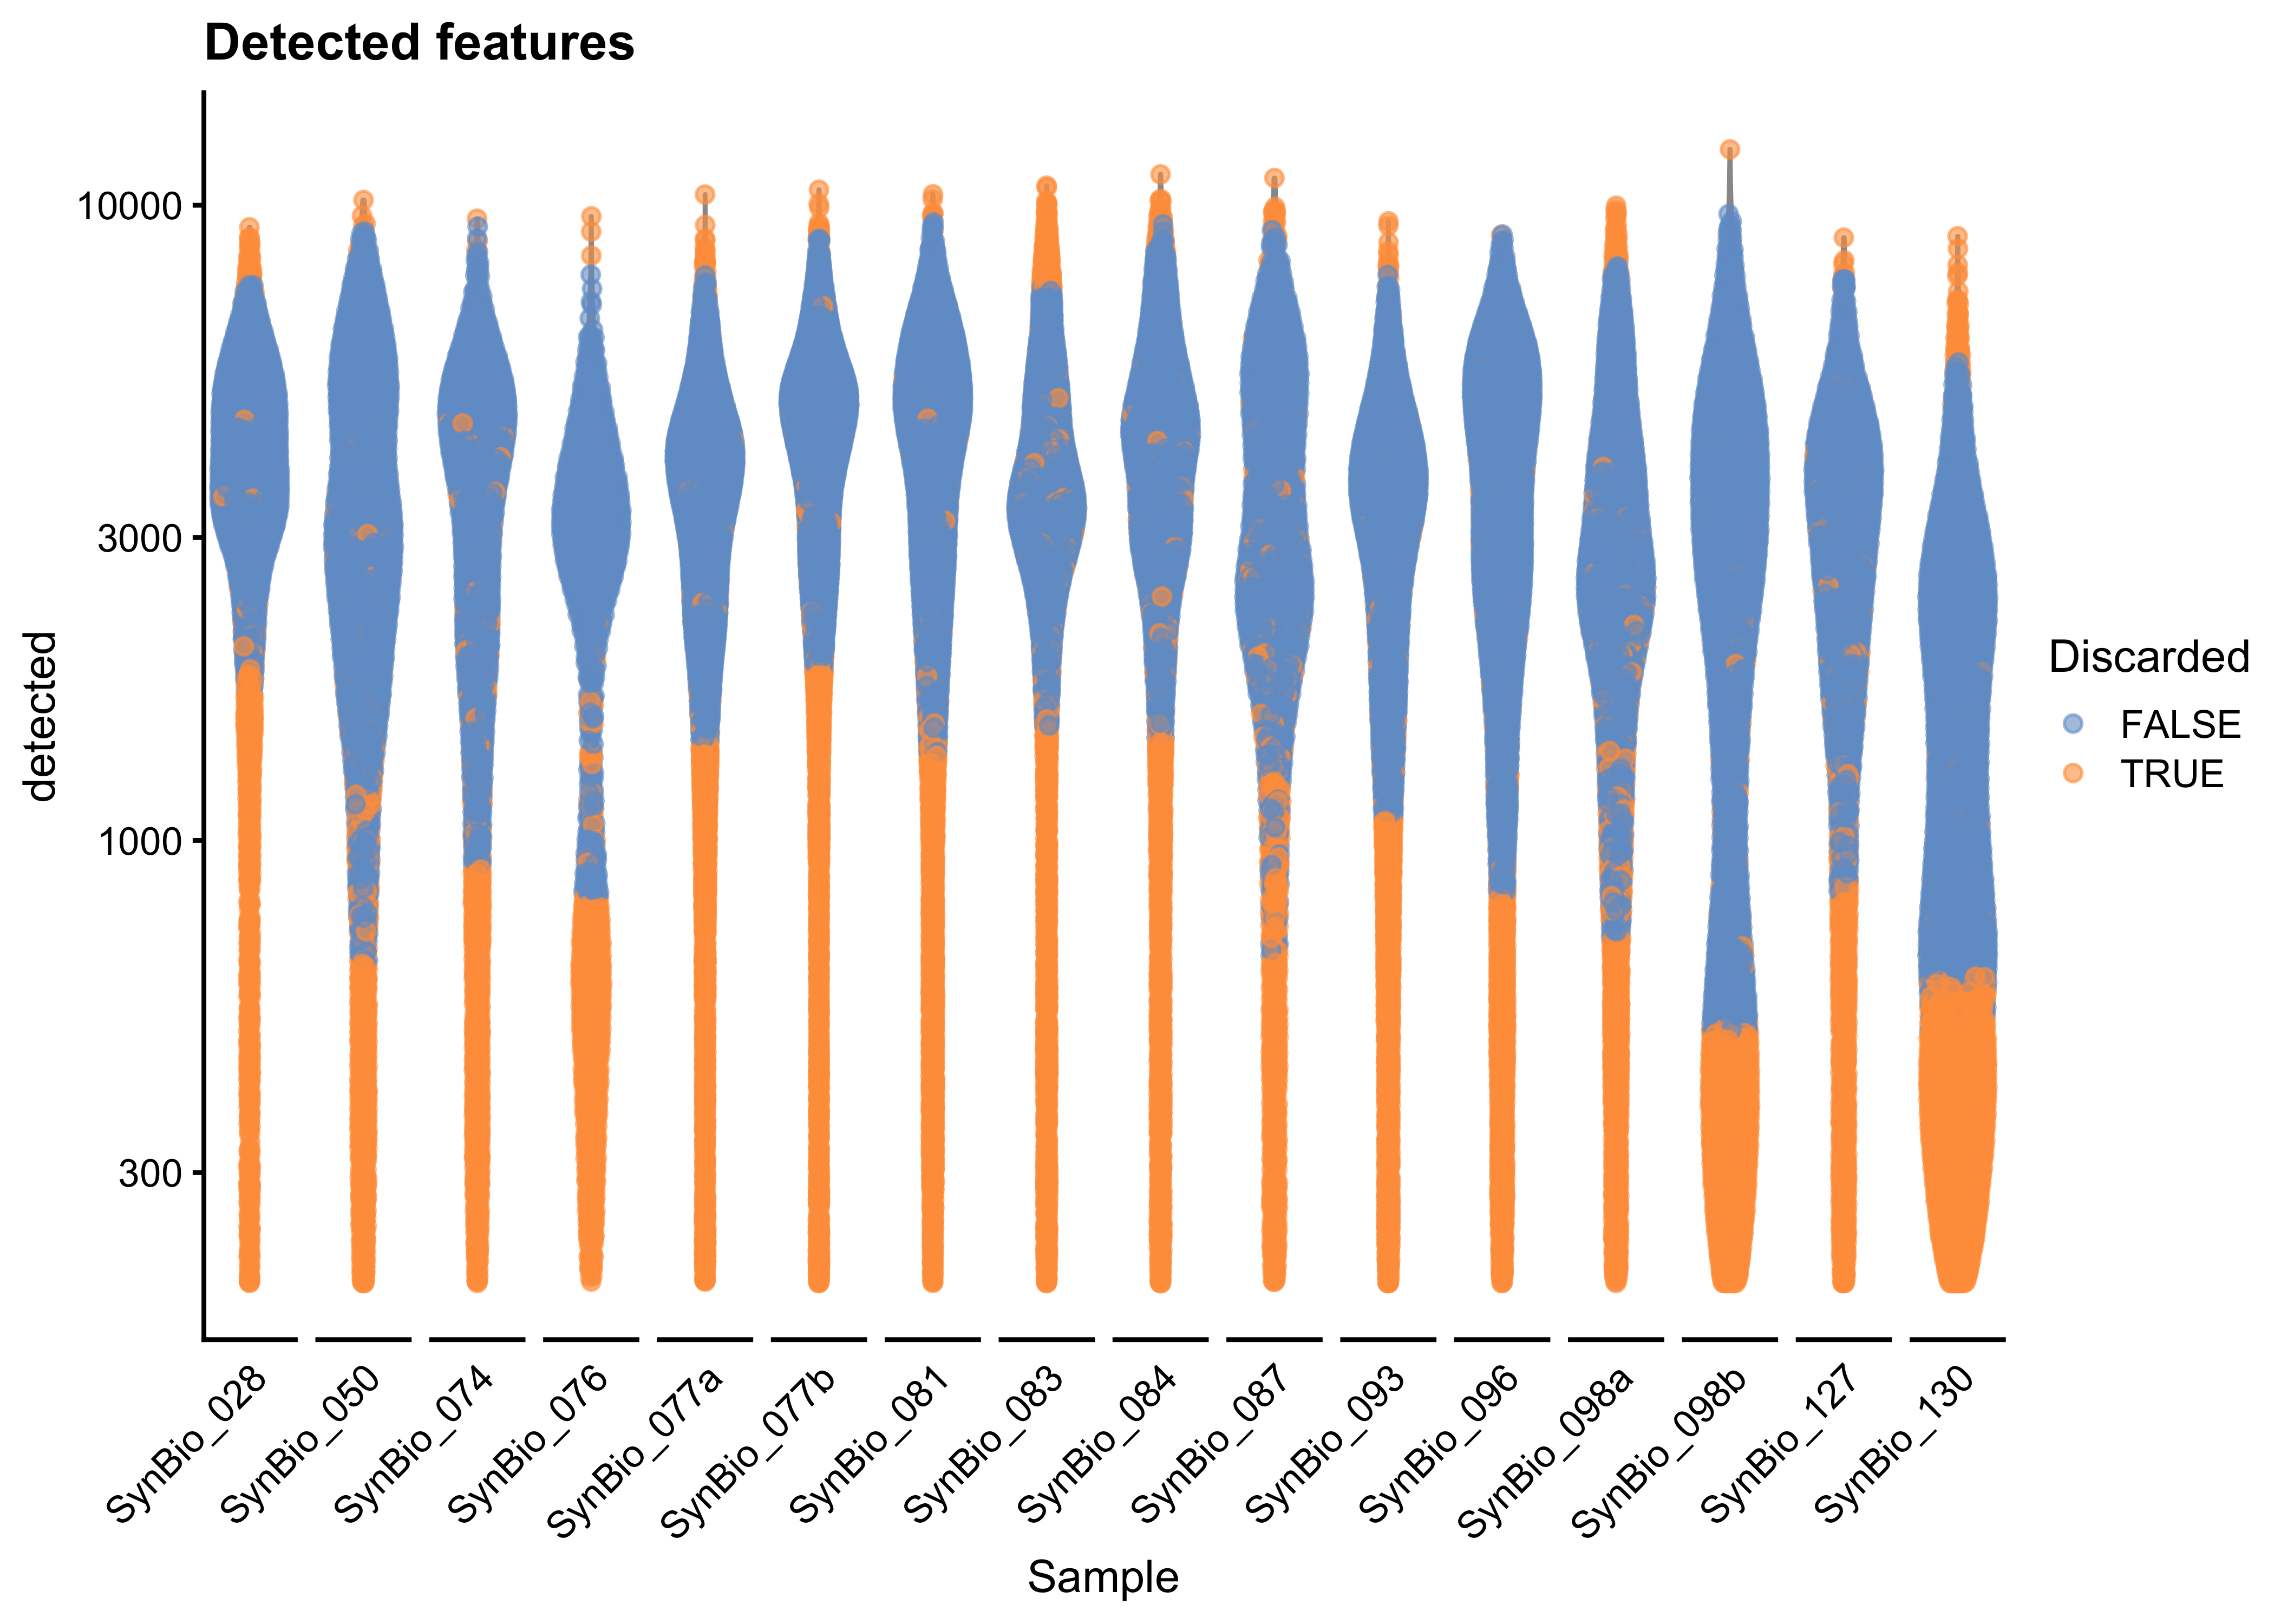 Detected features
10000
3000
1000
300
detected
SynBio_028
SynBio_050
SynBio_074
SynBio_076
SynBio_077a
SynBio_077b
SynBio_081
SynBio_083
SynBio_084
SynBio_087
SynBio_093
SynBio_096
SynBio_098a
SynBio_098b
SynBio_127
SynBio_130
Sample
Discarded
FALSE
TRUE